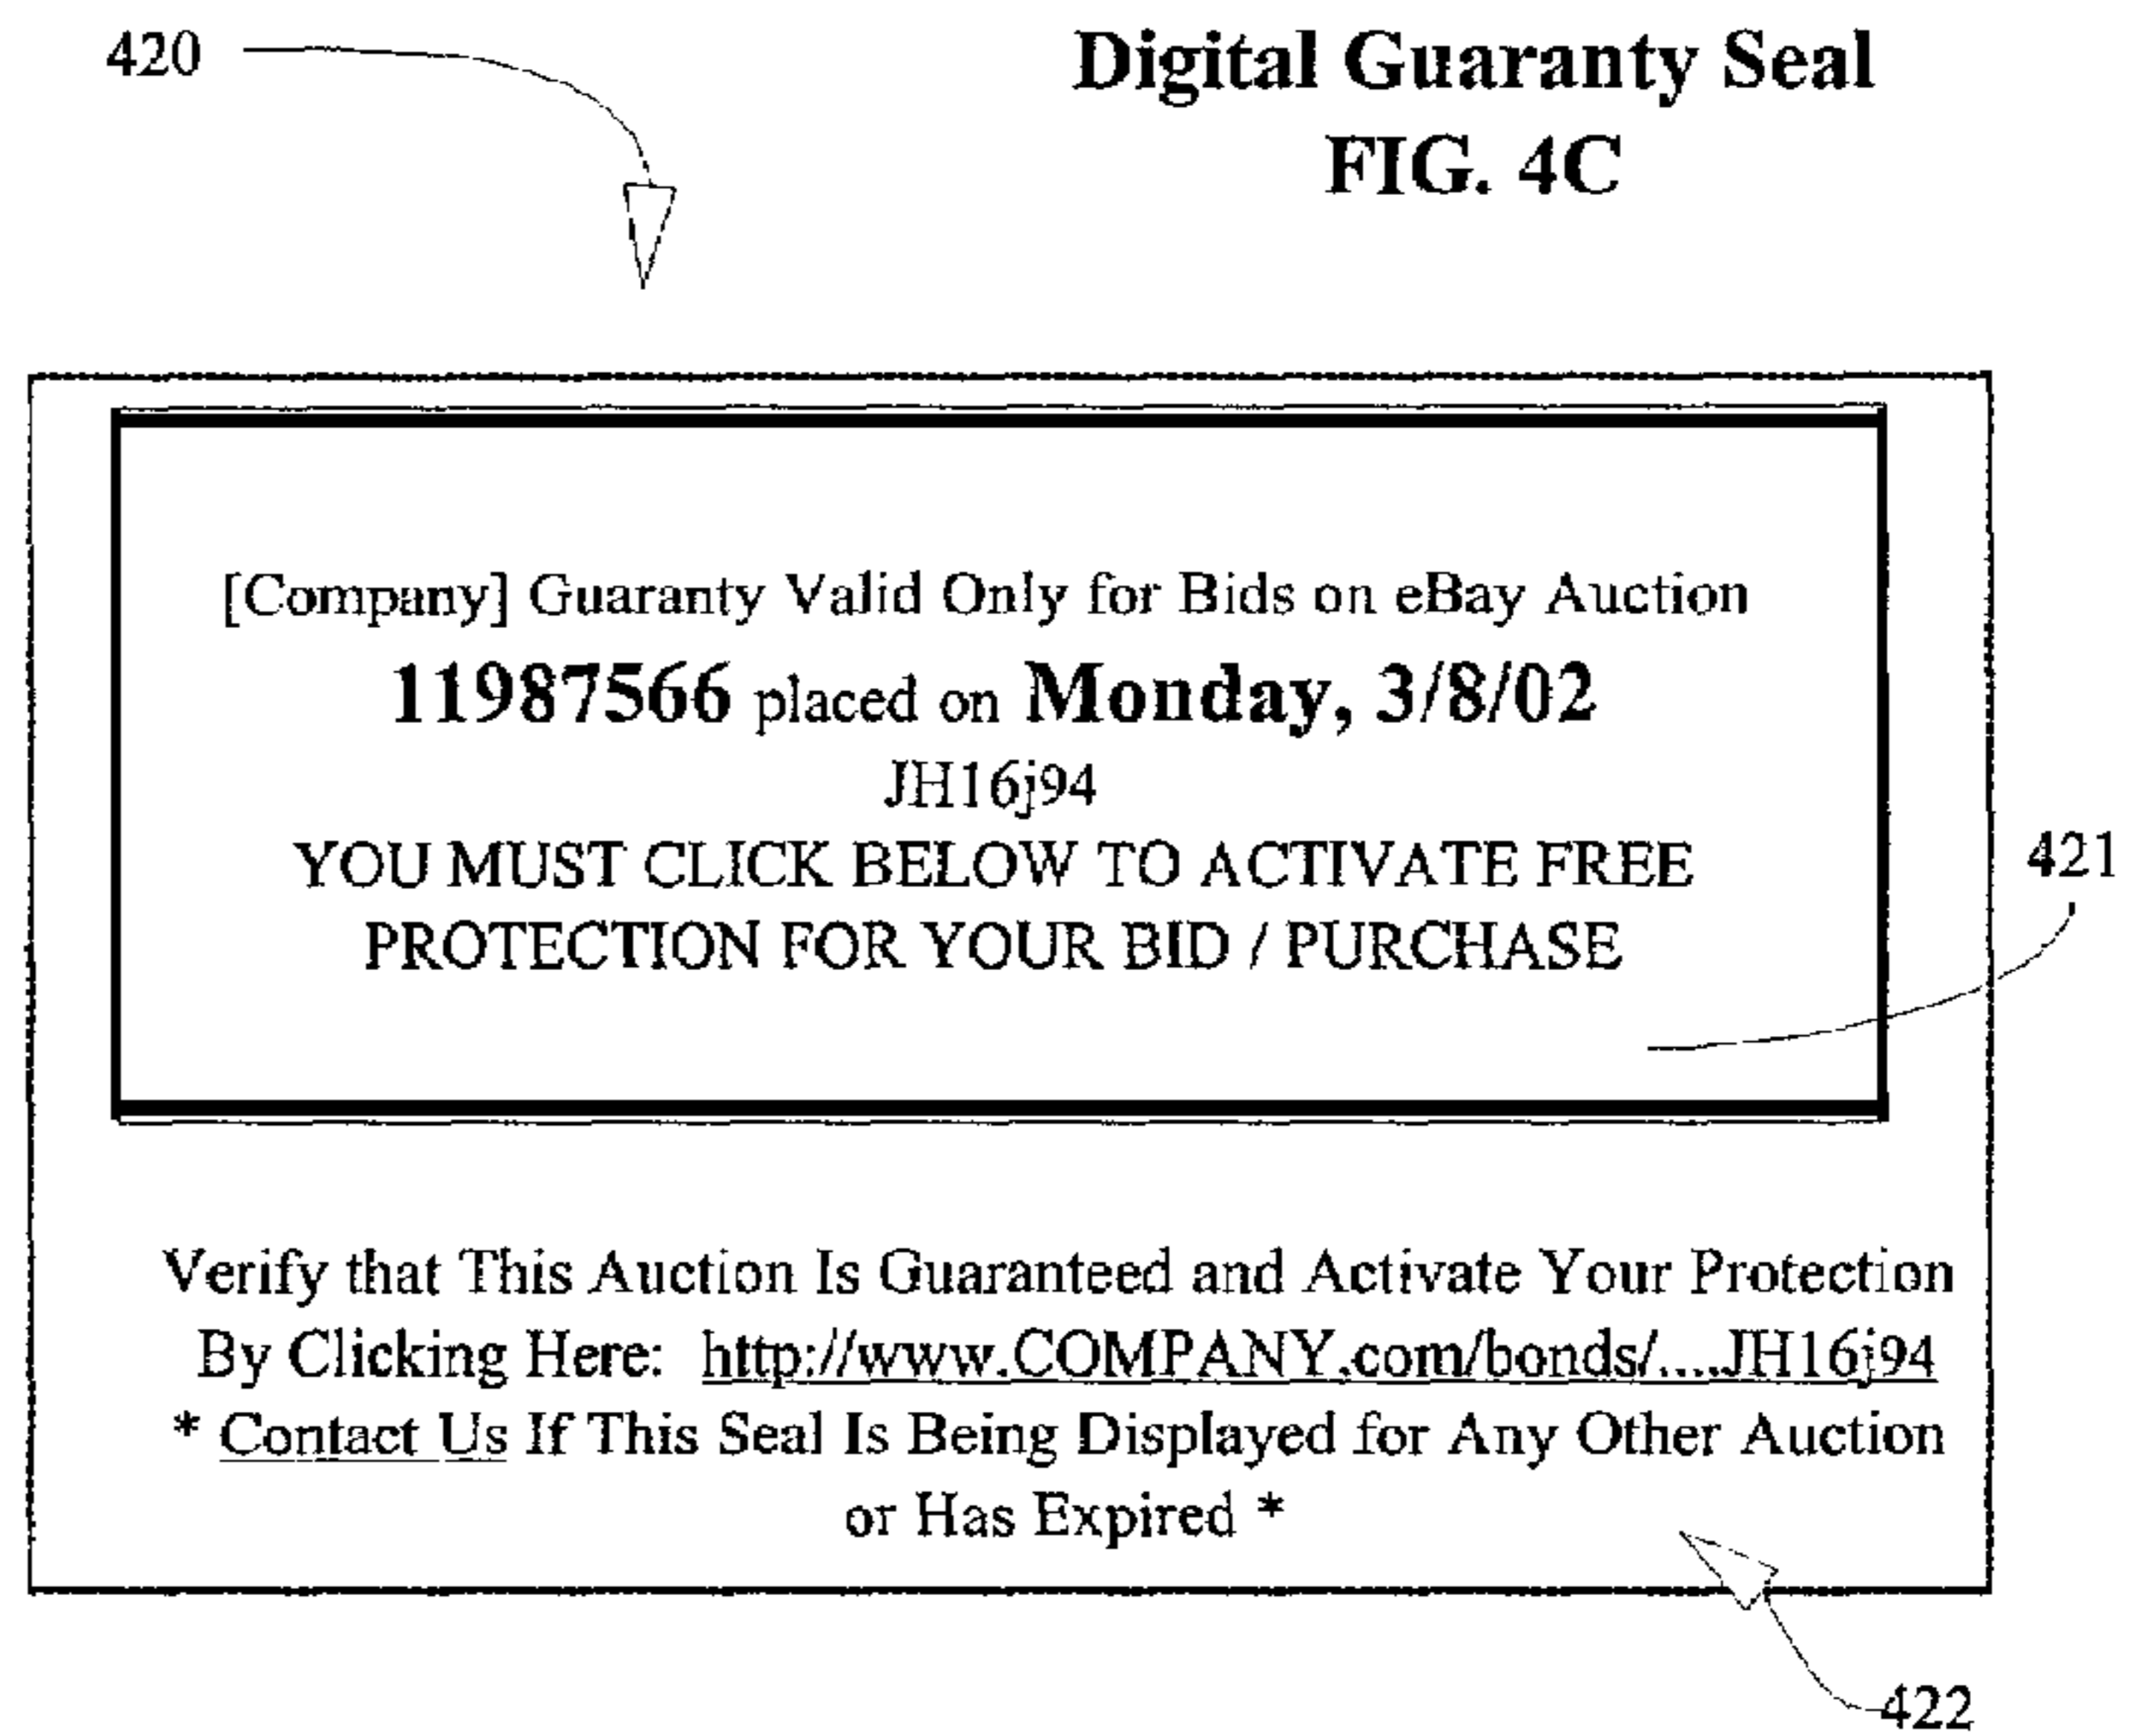 420
Digital Guaranty Seal
FIG. 4C
[Company] Guaranty Valid Only for Bids on eBay Auction
11987566 placed on Monday, 3/8/02
JH16j94
YOU MUST CLICK BELOW TO ACTIVATE FREE
PROTECTION FOR YOUR BID / PURCHASE
421
Verify that This Auction Is Guaranteed and Activate Your Protection
By Clicking Here: http://www.COMPANY.com/bonds/....JH16j94
* Contact Us If This Seal Is Being Displayed for Any Other Auction
or Has Expired *
422